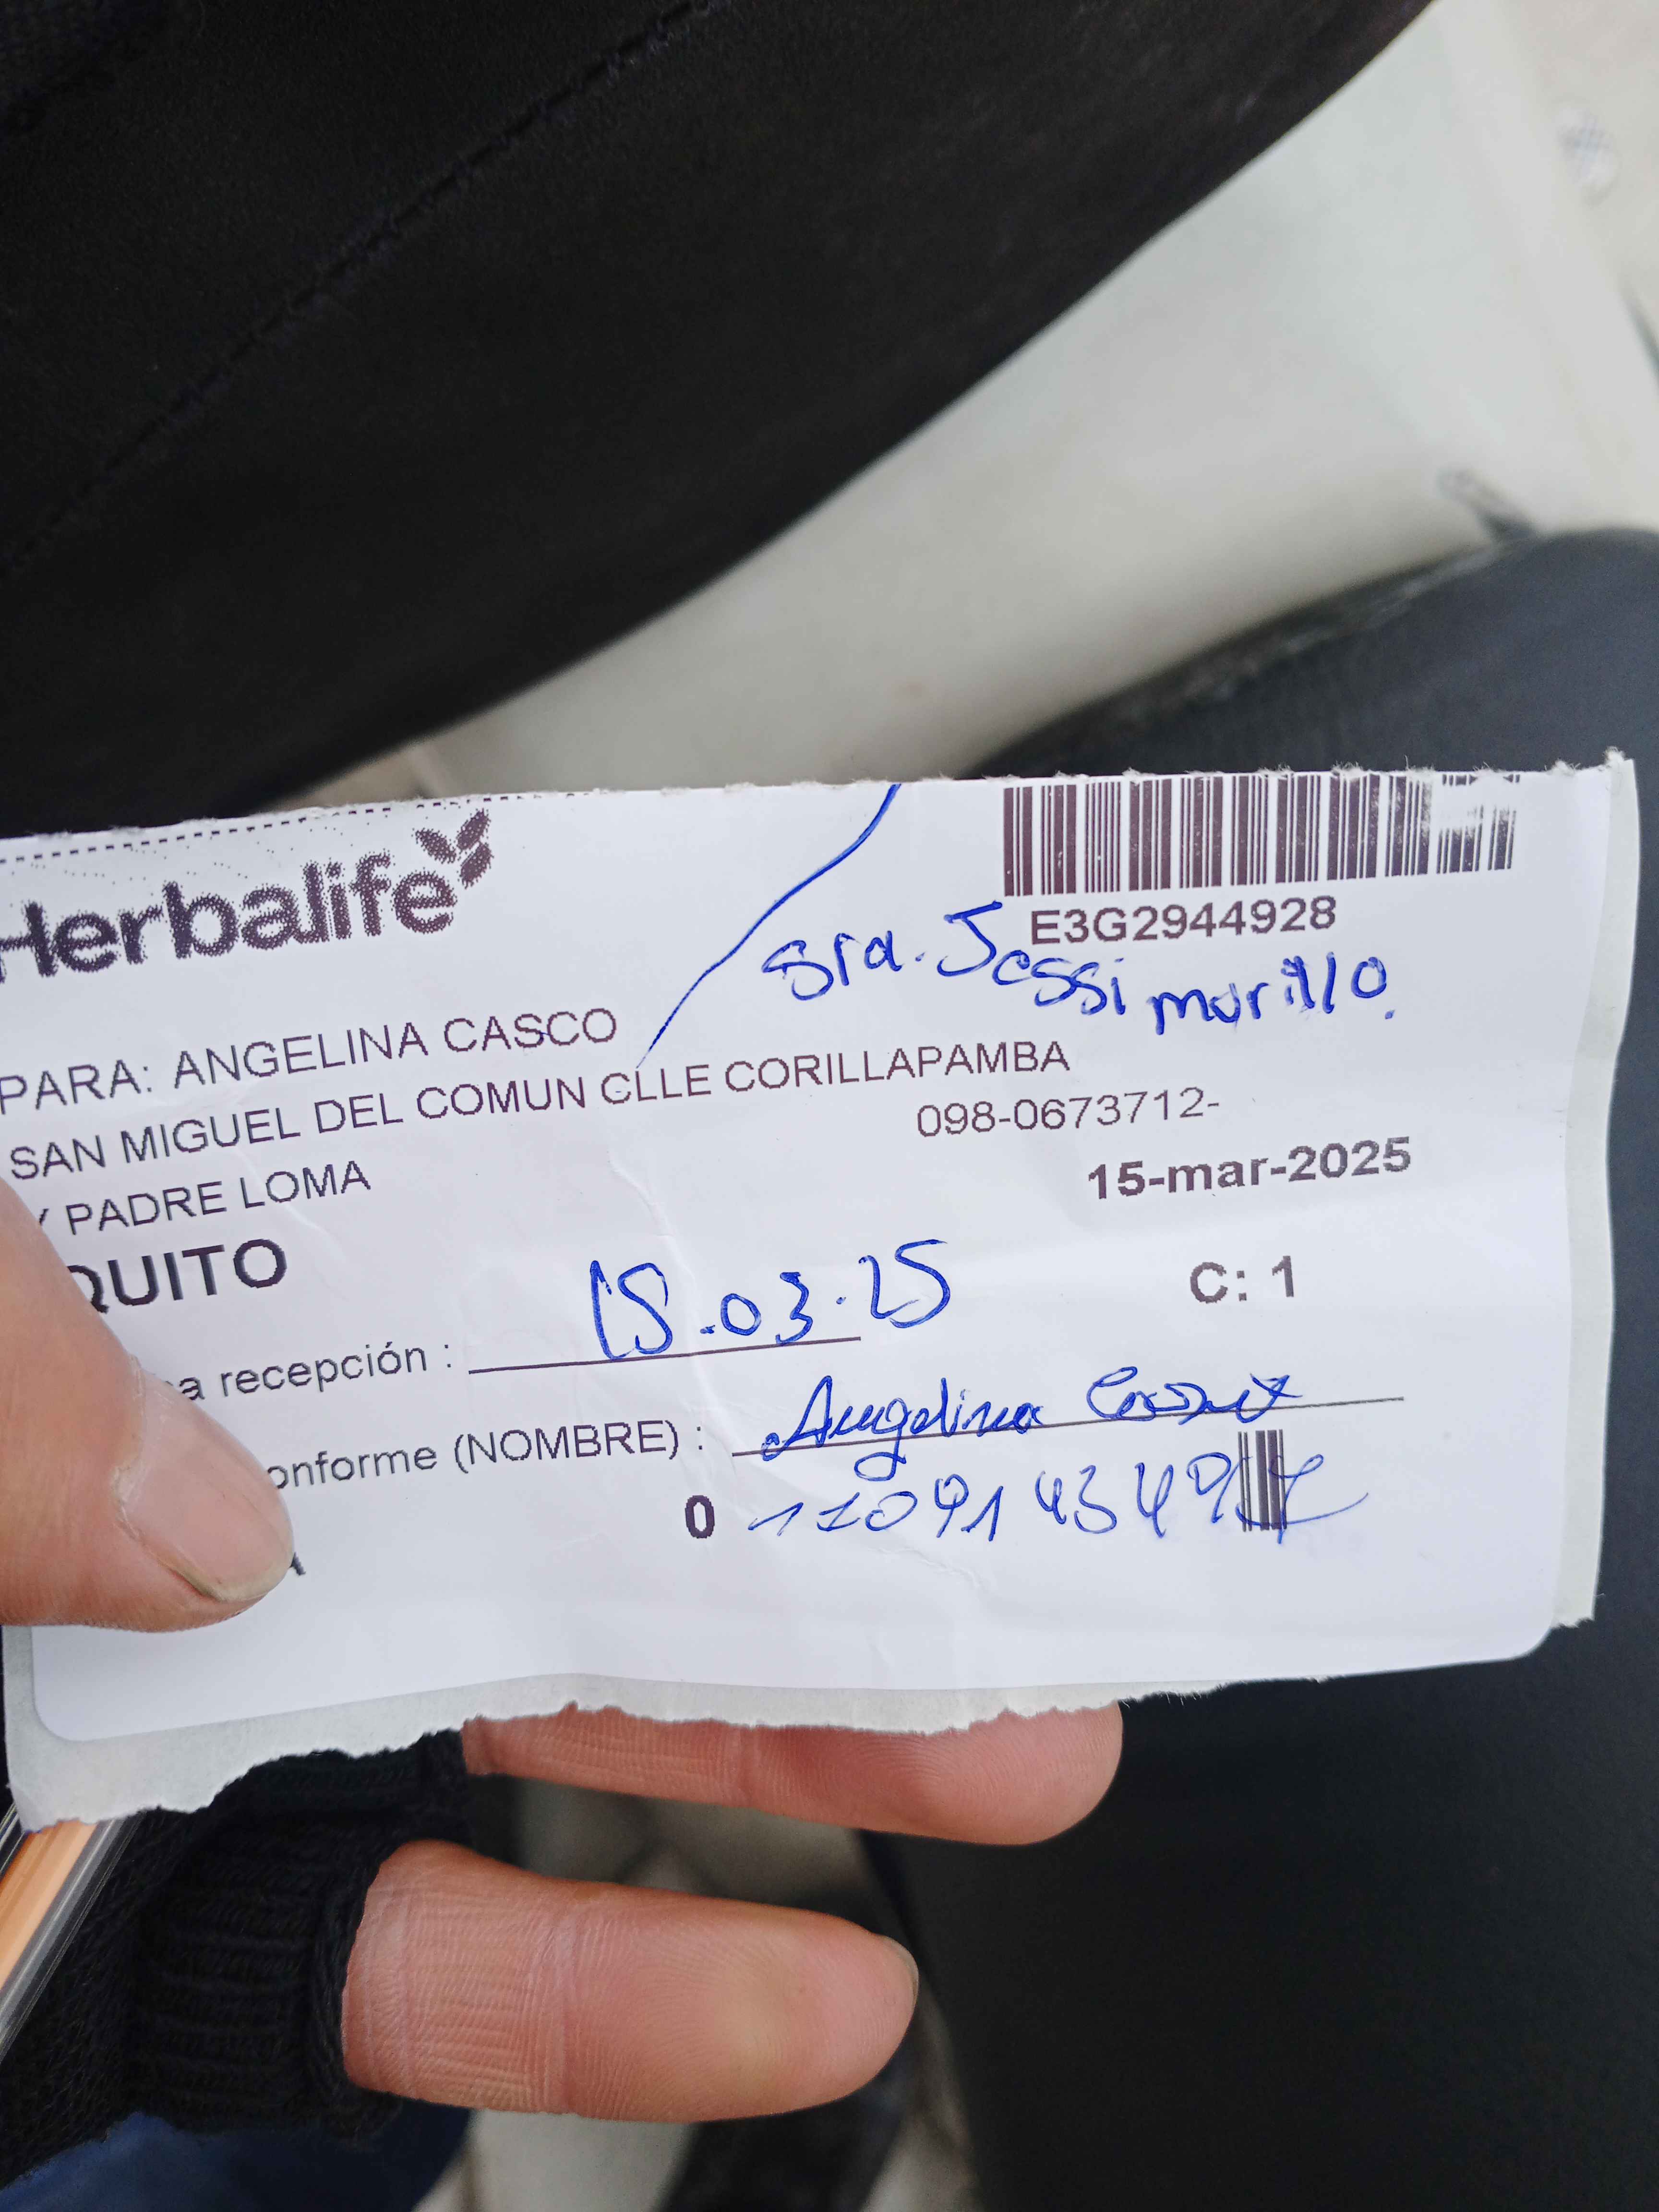 Herbalife
E3G2944928
Sra. Jessi morillo.
PARA: ANGELINA CASCO
SAN MIGUEL DEL COMUN CLLE CORILLAPAMBA
098-0673712-
Y PADRE LOMA
15-mar-2025
QUITO
C: 1
a recepción : 15.03.25
onforme (NOMBRE) : Angelina
0